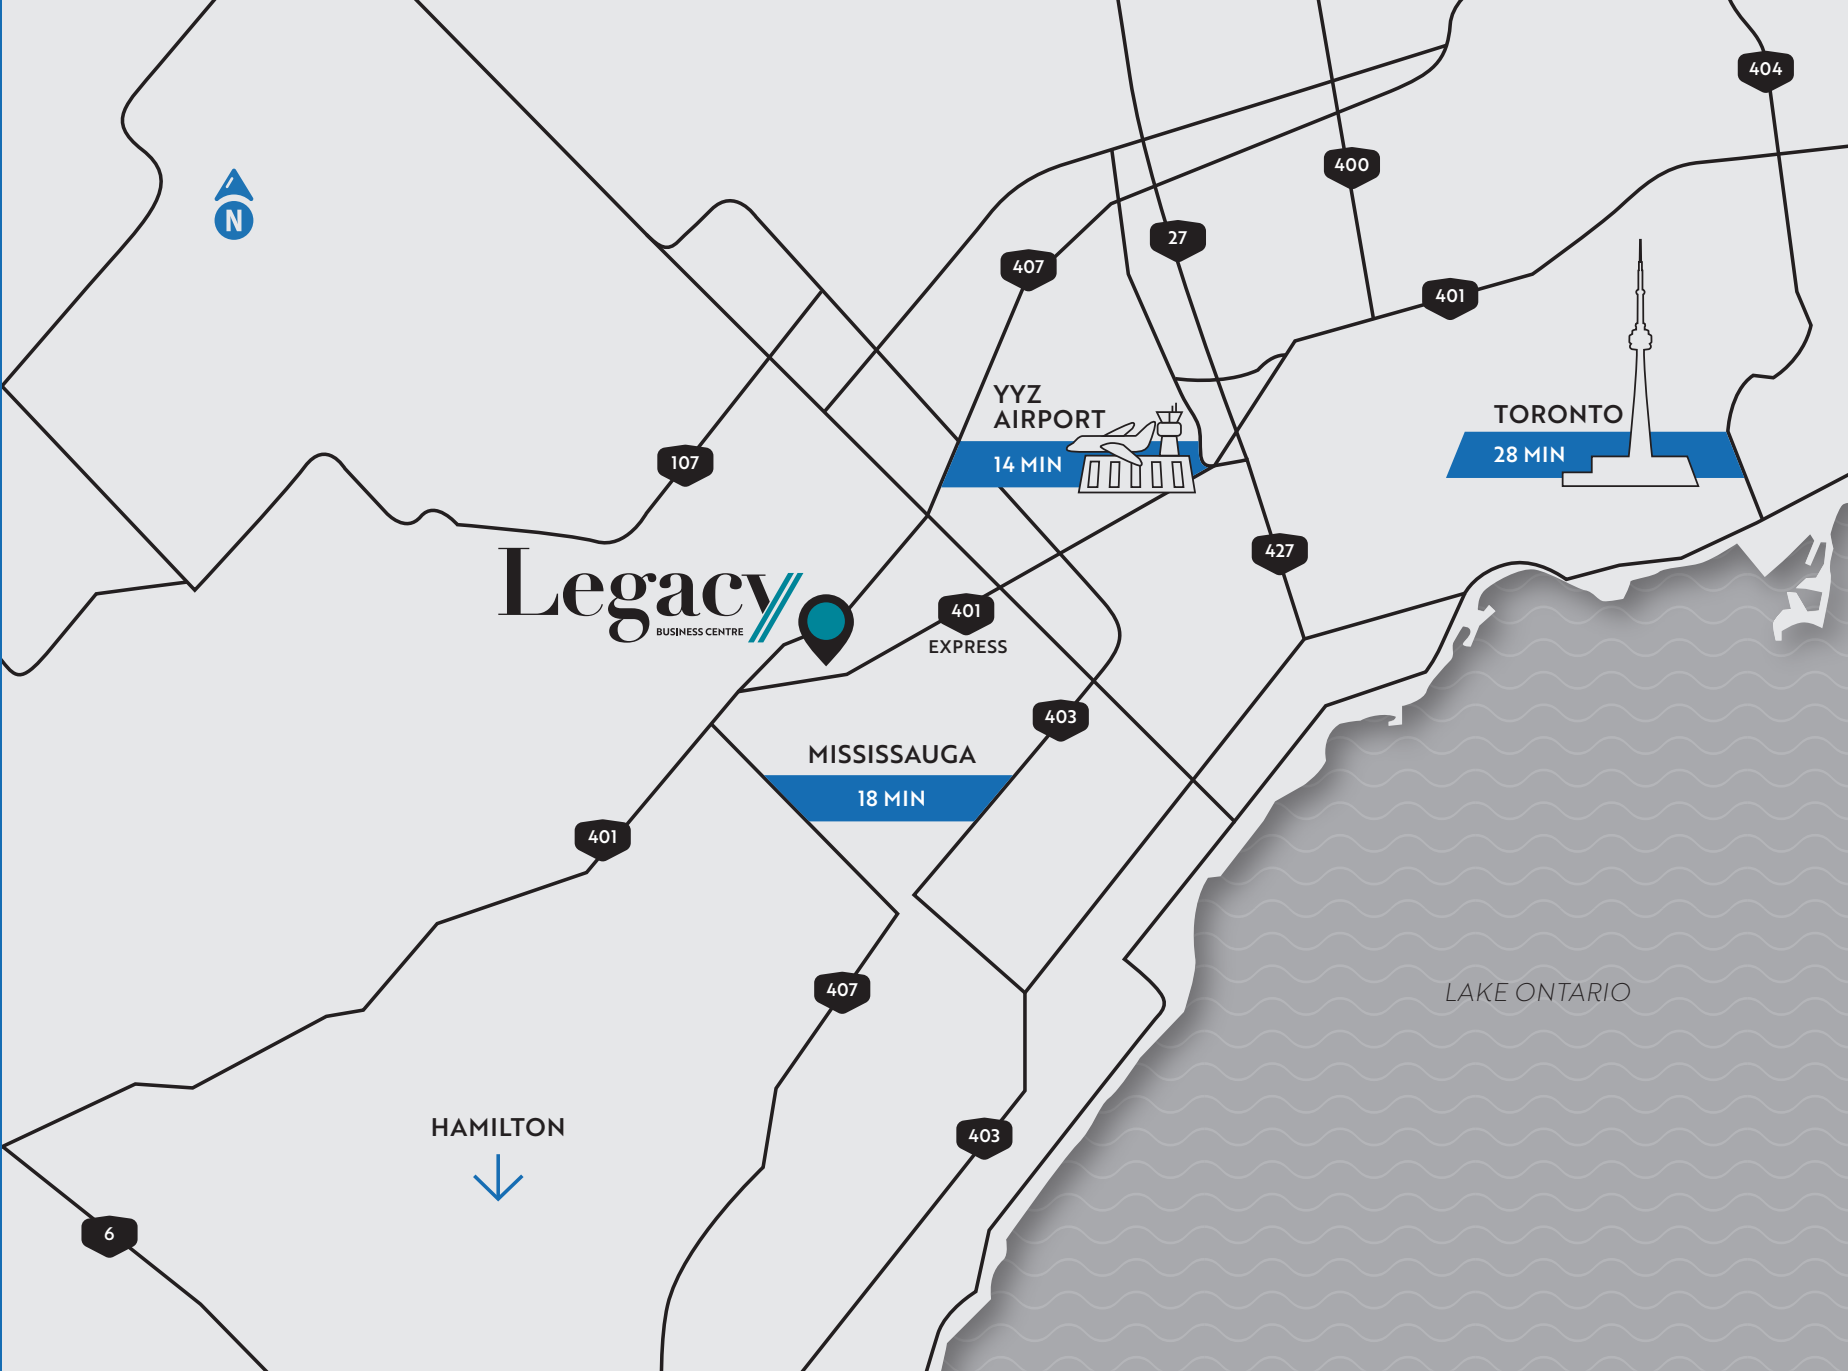 404
400
N
27
407
401
YYZ
AIRPORT
14 MIN
TORONTO
28 MIN
107
427
Legacy
BUSINESS CENTRE
401
EXPRESS
403
MISSISSAUGA
18 MIN
401
407
LAKE ONTARIO
HAMILTON
403
6